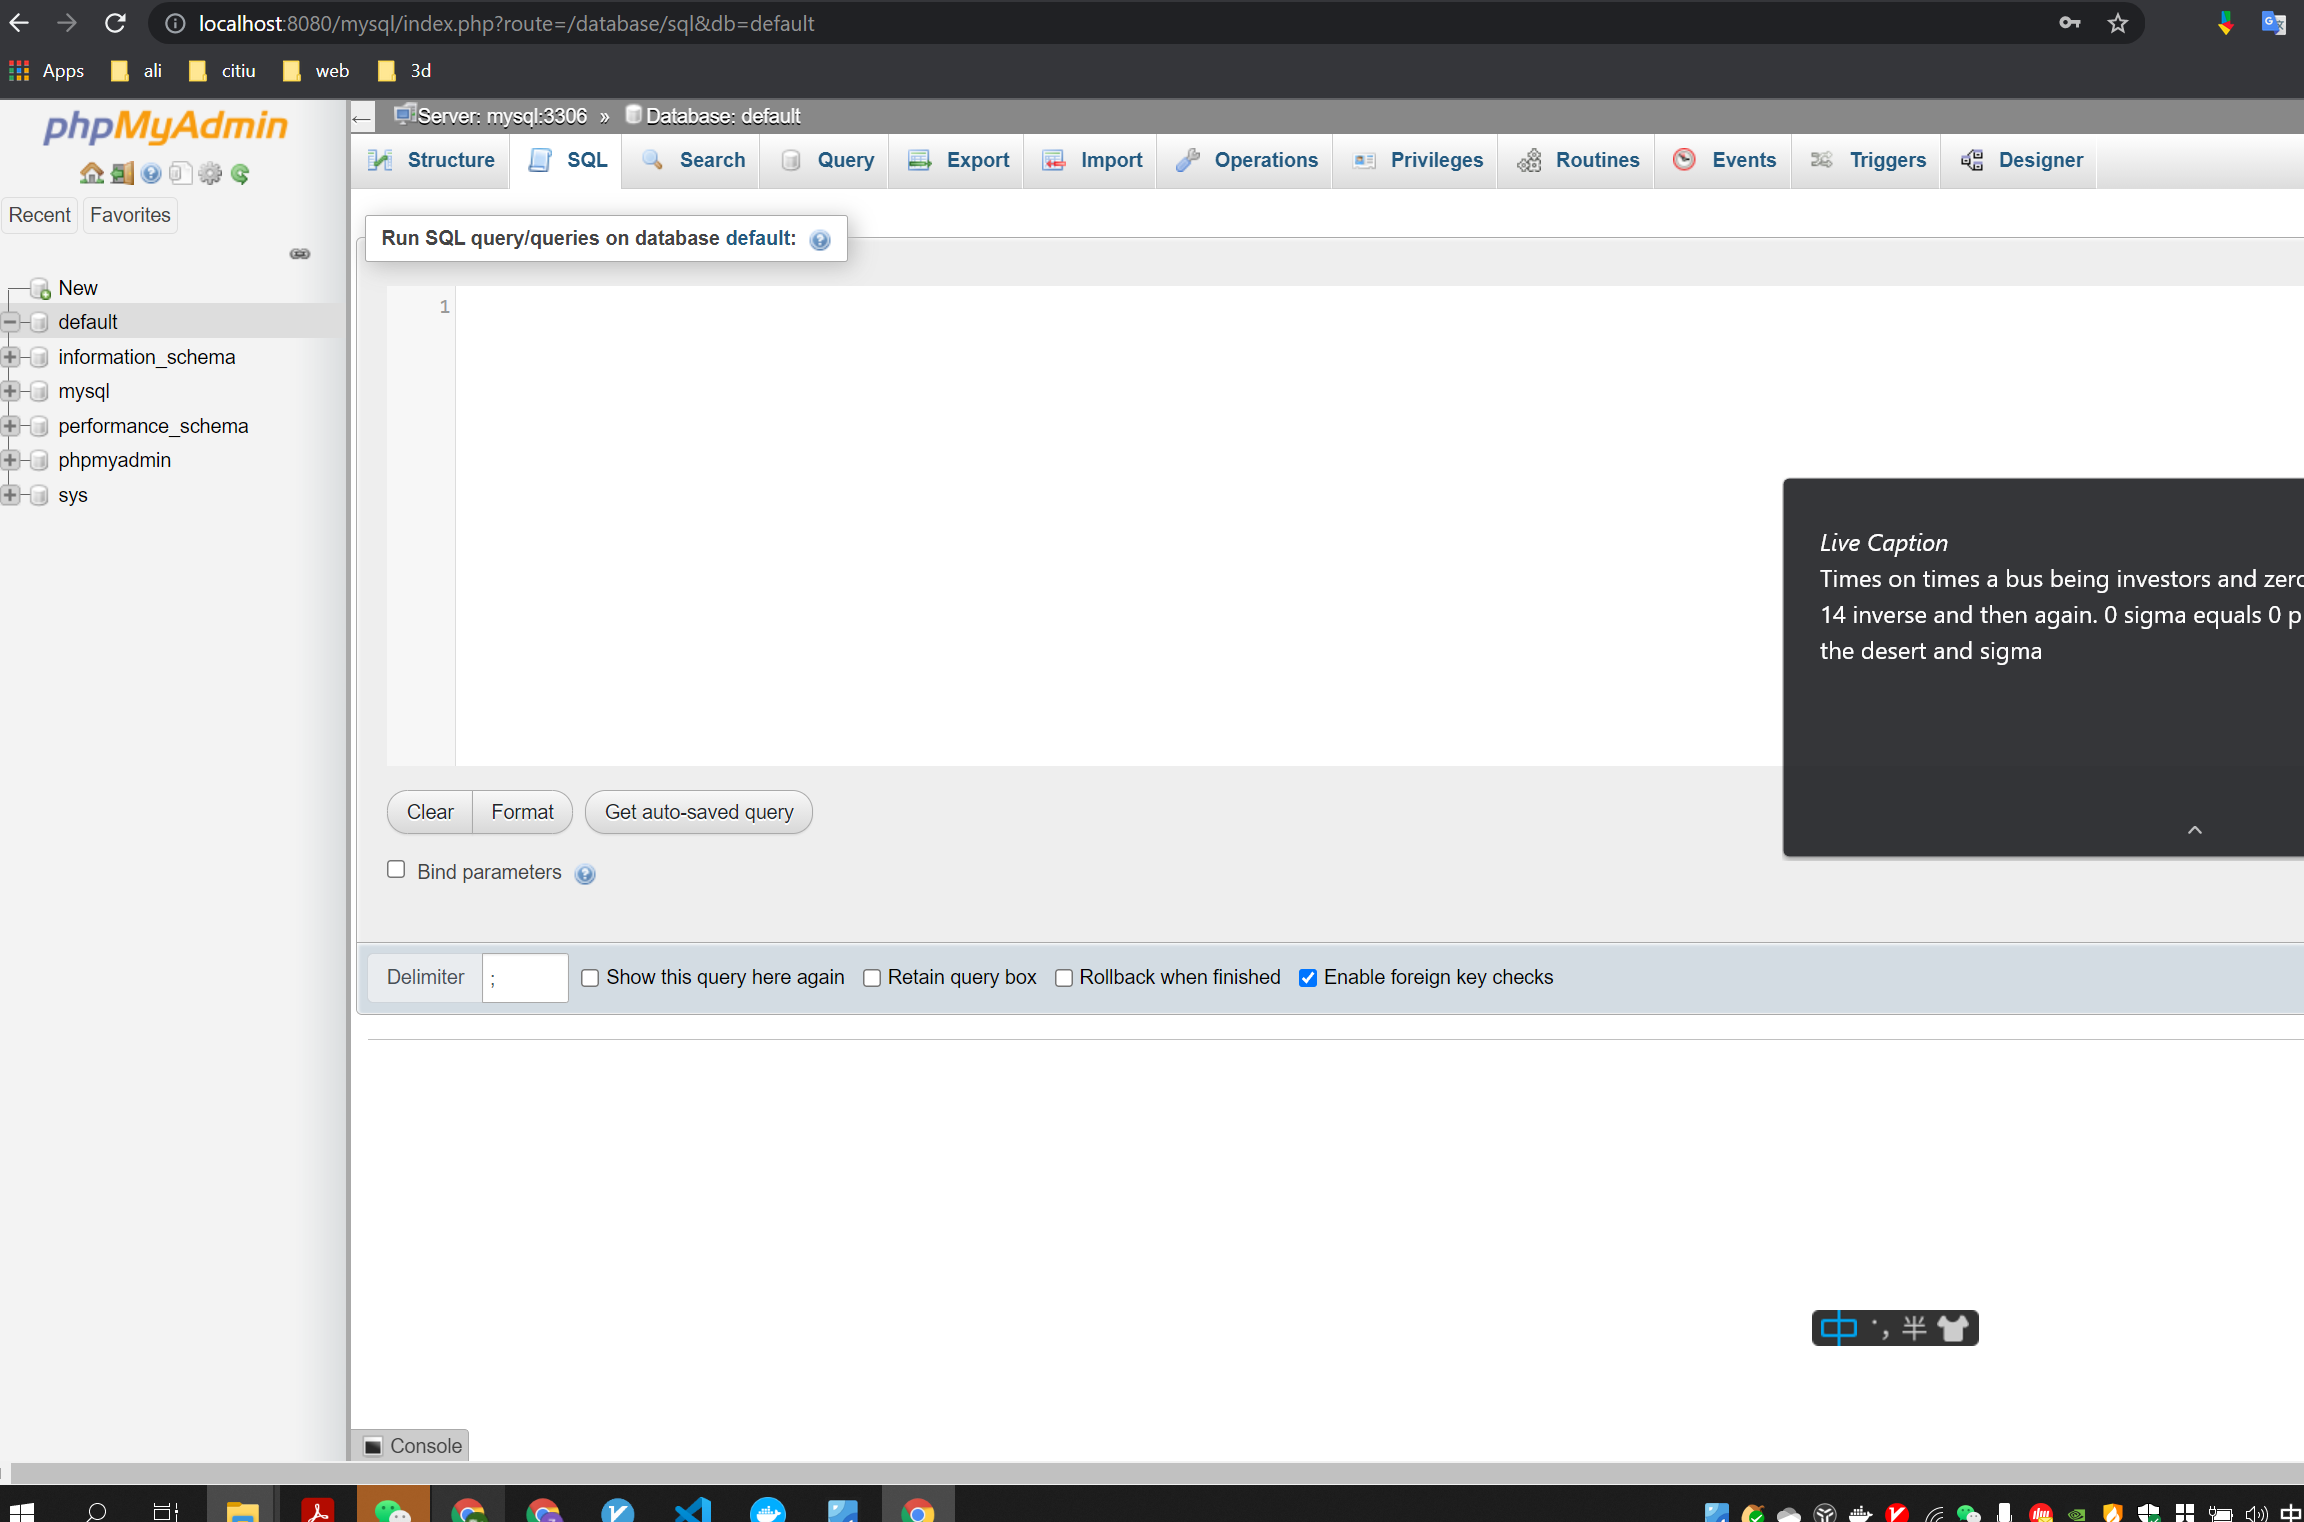 localhost:8080/mysql/index.php?route=/database/sql&db=default
Apps ali citiu web 3d
phpMyAdmin
Recent Favorites
New
default
information_schema
mysql
performance_schema
phpmyadmin
sys
← Server: mysql:3306 » Database: default
Structure SQL Search Query Export Import Operations Privileges Routines Events Triggers Designer
Run SQL query/queries on database default:
1
Live Caption
Times on times a bus being investors and
14 inverse and then again. 0 sigma equals 0
the desert and sigma
Clear Format Get auto-saved query
Bind parameters
Delimiter ; Show this query here again Retain query box Rollback when finished Enable foreign key checks
中 半
Console
中